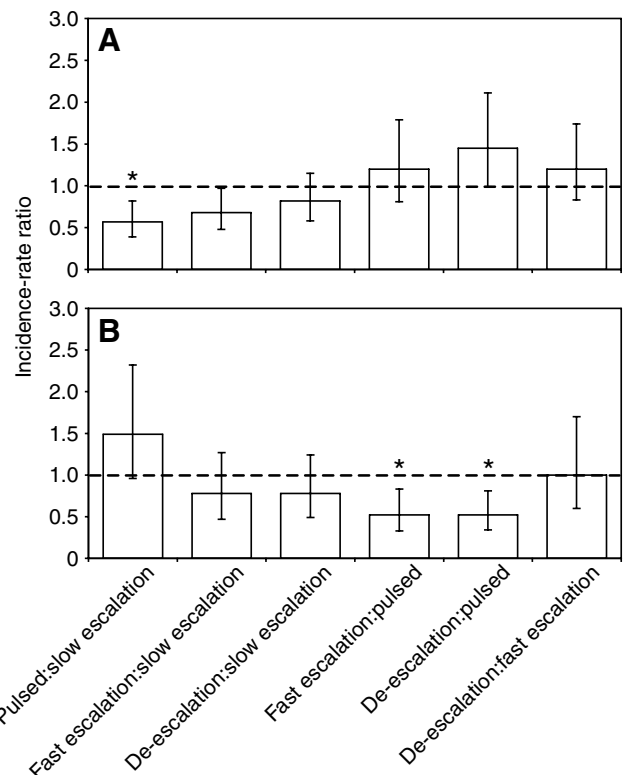 A
3.0
2.5
2.0
1.5
1.0
0.5
0
*
Incidence-rate ratio
B
3.0
2.5
2.0
1.5
1.0
0.5
0
* *
Pulsed:slow escalation
Fast escalation:slow escalation
De-escalation:slow escalation
Fast escalation:pulsed
De-escalation:pulsed
De-escalation:fast escalation